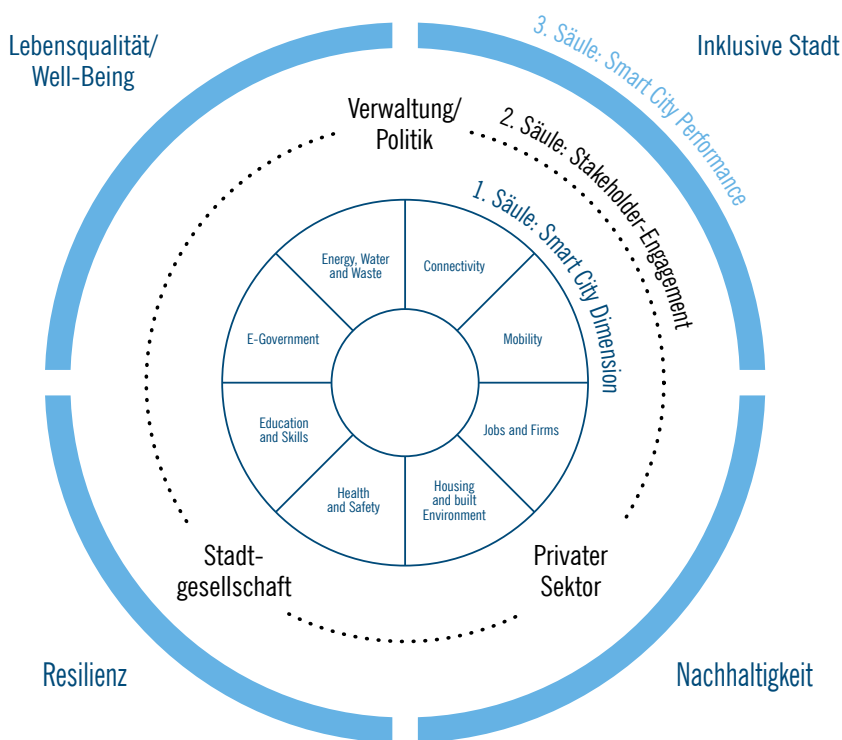 Lebensqualität/
Well-Being
Inklusive Stadt
3. Säule: Smart City Performance
2. Säule: Stakeholder-Engagement
1. Säule: Smart City Dimension
Verwaltung/
Politik
Energy, Water
and Waste
Connectivity
E-Government
Mobility
Education
and Skills
Jobs and Firms
Health
and Safety
Housing
and built
Environment
Stadt-
gesellschaft
Privater
Sektor
Resilienz
Nachhaltigkeit